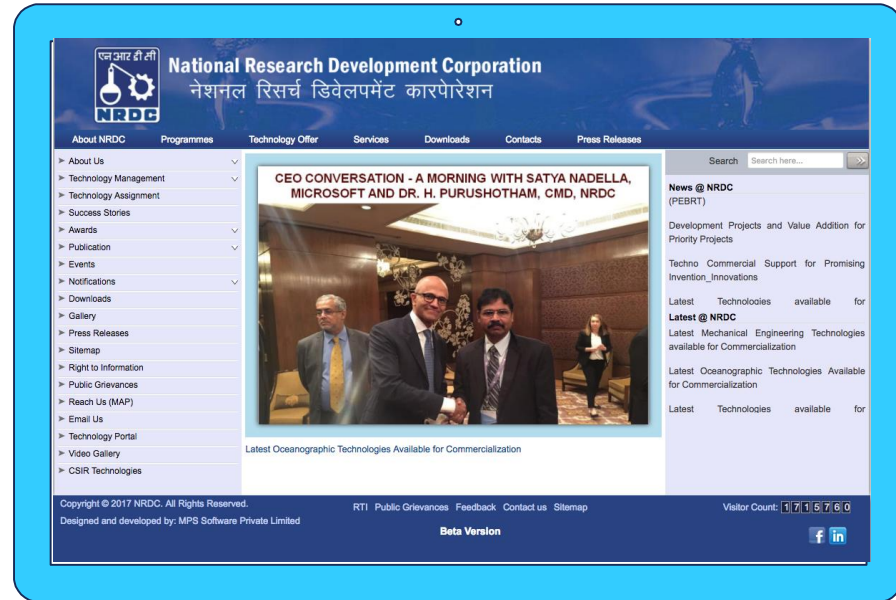 एन आर डी सी
NRDC
National Research Development Corporation
नेशनल रिसर्च डिवेलपमेंट कारपोरेशन
About NRDC Programmes Technology Offer Services Downloads Contacts Press Releases
About Us
Technology Management
Technology Assignment
Success Stories
Awards
Publication
Events
Notifications
Downloads
Gallery
Press Releases
Sitemap
Right to Information
Public Grievances
Reach Us (MAP)
Email Us
Technology Portal
Video Gallery
CSIR Technologies
CEO CONVERSATION - A MORNING WITH SATYA NADELLA,
MICROSOFT AND DR. H. PURUSHOTHAM, CMD, NRDC
Latest Oceanographic Technologies Available for Commercialization
Search Search here...
News @ NRDC
(PEBRT)
Development Projects and Value Addition for
Priority Projects
Techno Commercial Support for Promising
Invention_Innovations
Latest Technologies available for
Latest @ NRDC
Latest Mechanical Engineering Technologies
available for Commercialization
Latest Oceanographic Technologies Available
for Commercialization
Latest Technologies available for
Copyright © 2017 NRDC. All Rights Reserved.
Designed and developed by: MPS Software Private Limited
RTI Public Grievances Feedback Contact us Sitemap
Beta Version
Visitor Count: 1715760
f in